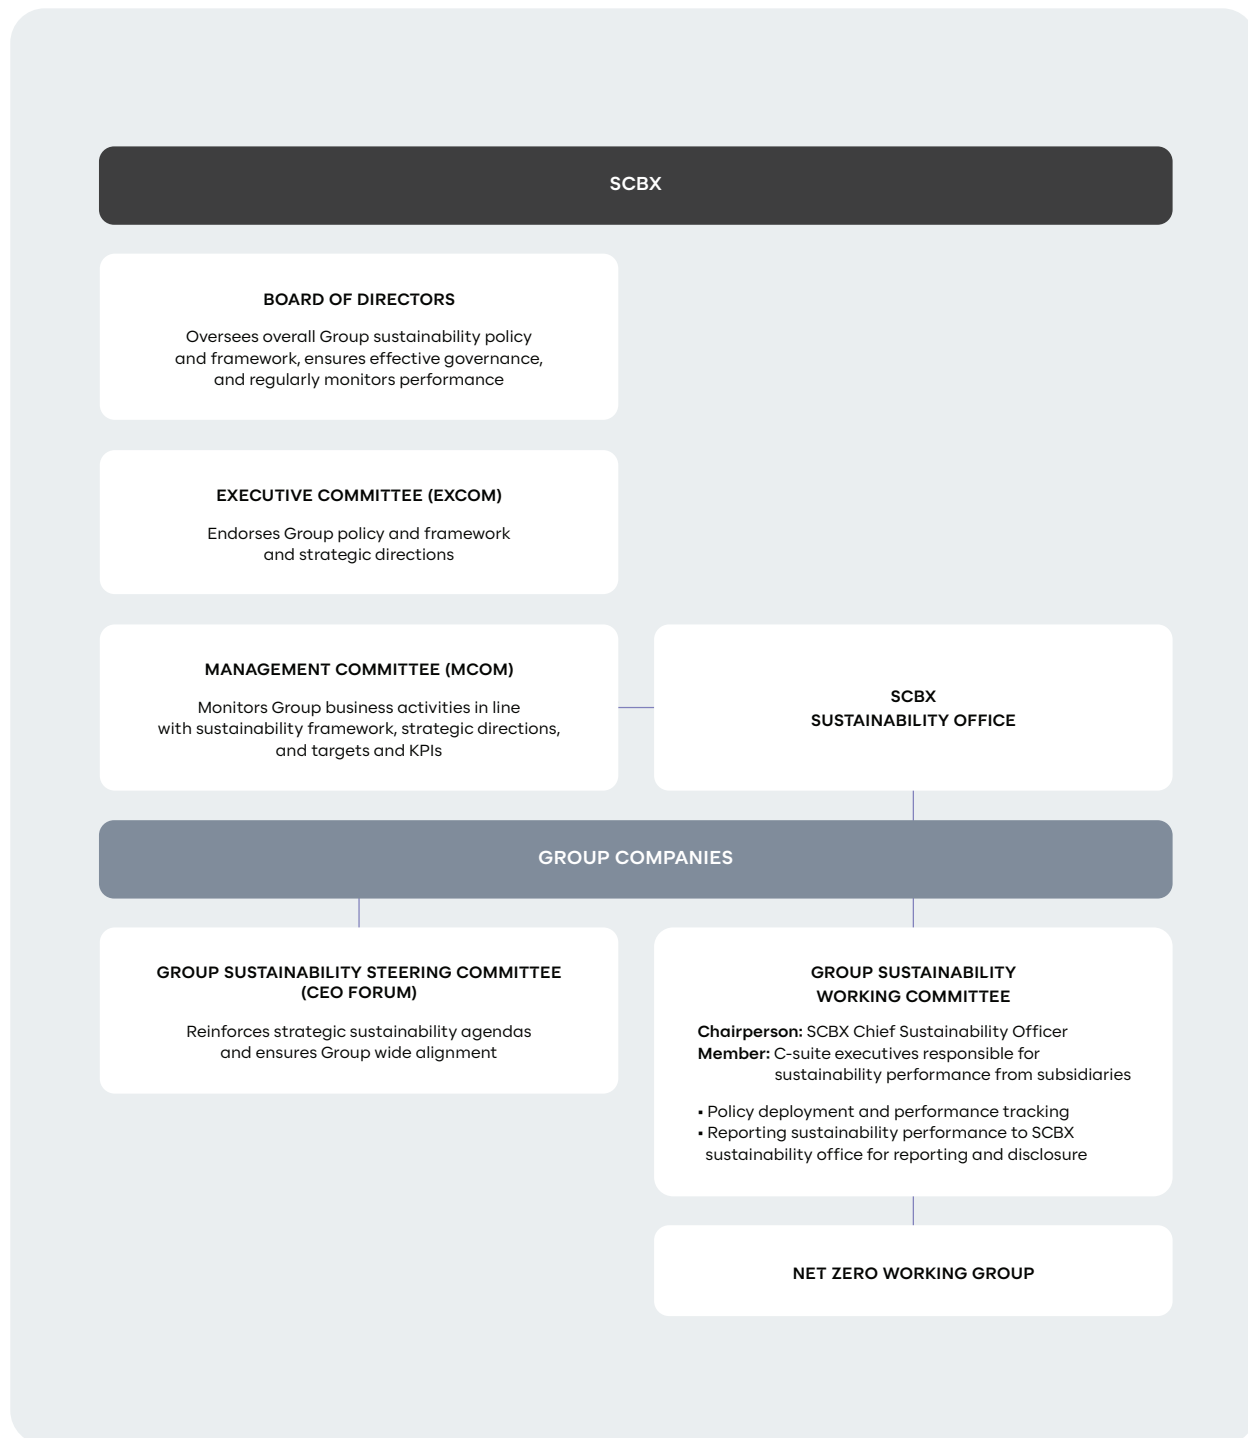 SCBX
BOARD OF DIRECTORS
Oversees overall Group sustainability policy
and framework, ensures effective governance,
and regularly monitors performance
EXECUTIVE COMMITTEE (EXCOM)
Endorses Group policy and framework
and strategic directions
MANAGEMENT COMMITTEE (MCOM)
Monitors Group business activities in line
with sustainability framework, strategic directions,
and targets and KPIs
SCBX
SUSTAINABILITY OFFICE
GROUP COMPANIES
GROUP SUSTAINABILITY STEERING COMMITTEE
(CEO FORUM)
Reinforces strategic sustainability agendas
and ensures Group wide alignment
GROUP SUSTAINABILITY
WORKING COMMITTEE
Chairperson: SCBX Chief Sustainability Officer
Member: C-suite executives responsible for
sustainability performance from subsidiaries
▪ Policy deployment and performance tracking
▪ Reporting sustainability performance to SCBX
sustainability office for reporting and disclosure
NET ZERO WORKING GROUP